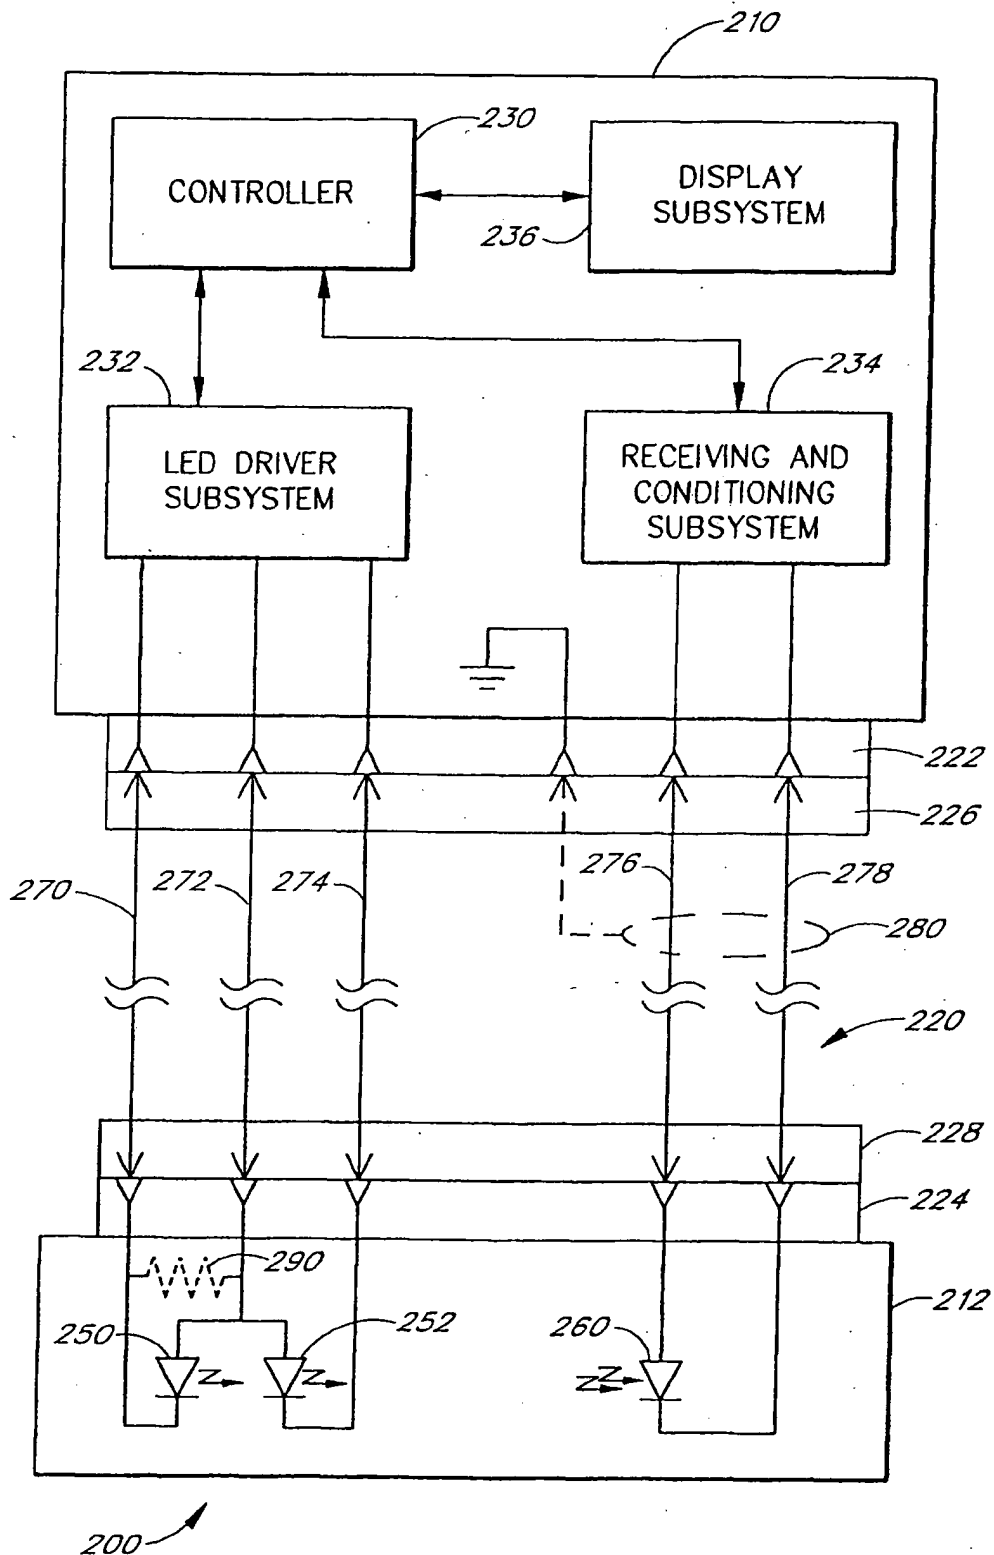 210
230
CONTROLLER
DISPLAY
SUBSYSTEM
236
232
234
LED DRIVER
SUBSYSTEM
RECEIVING AND
CONDITIONING
SUBSYSTEM
222
226
270
272
274
276
278
280
220
228
224
290
212
250
252
260
200